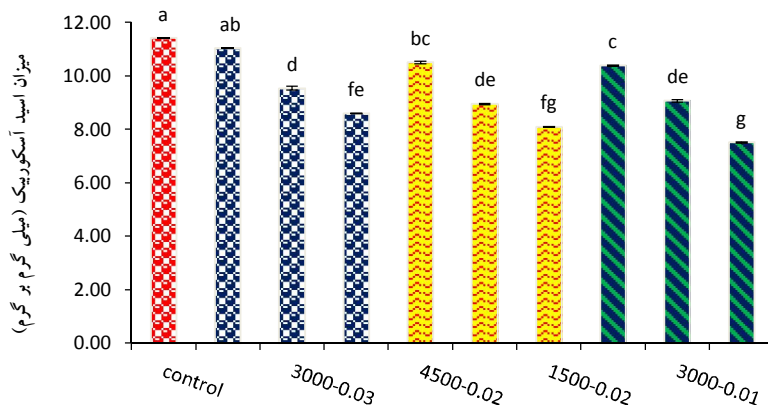 12.00
10.00
8.00
6.00
4.00
2.00
0.00
میزان اسید آسکوربیک (میلی گرم بر گرم)
a
ab
d
fe
bc
de
fg
c
de
g
control
3000-0.03
4500-0.02
1500-0.02
3000-0.01